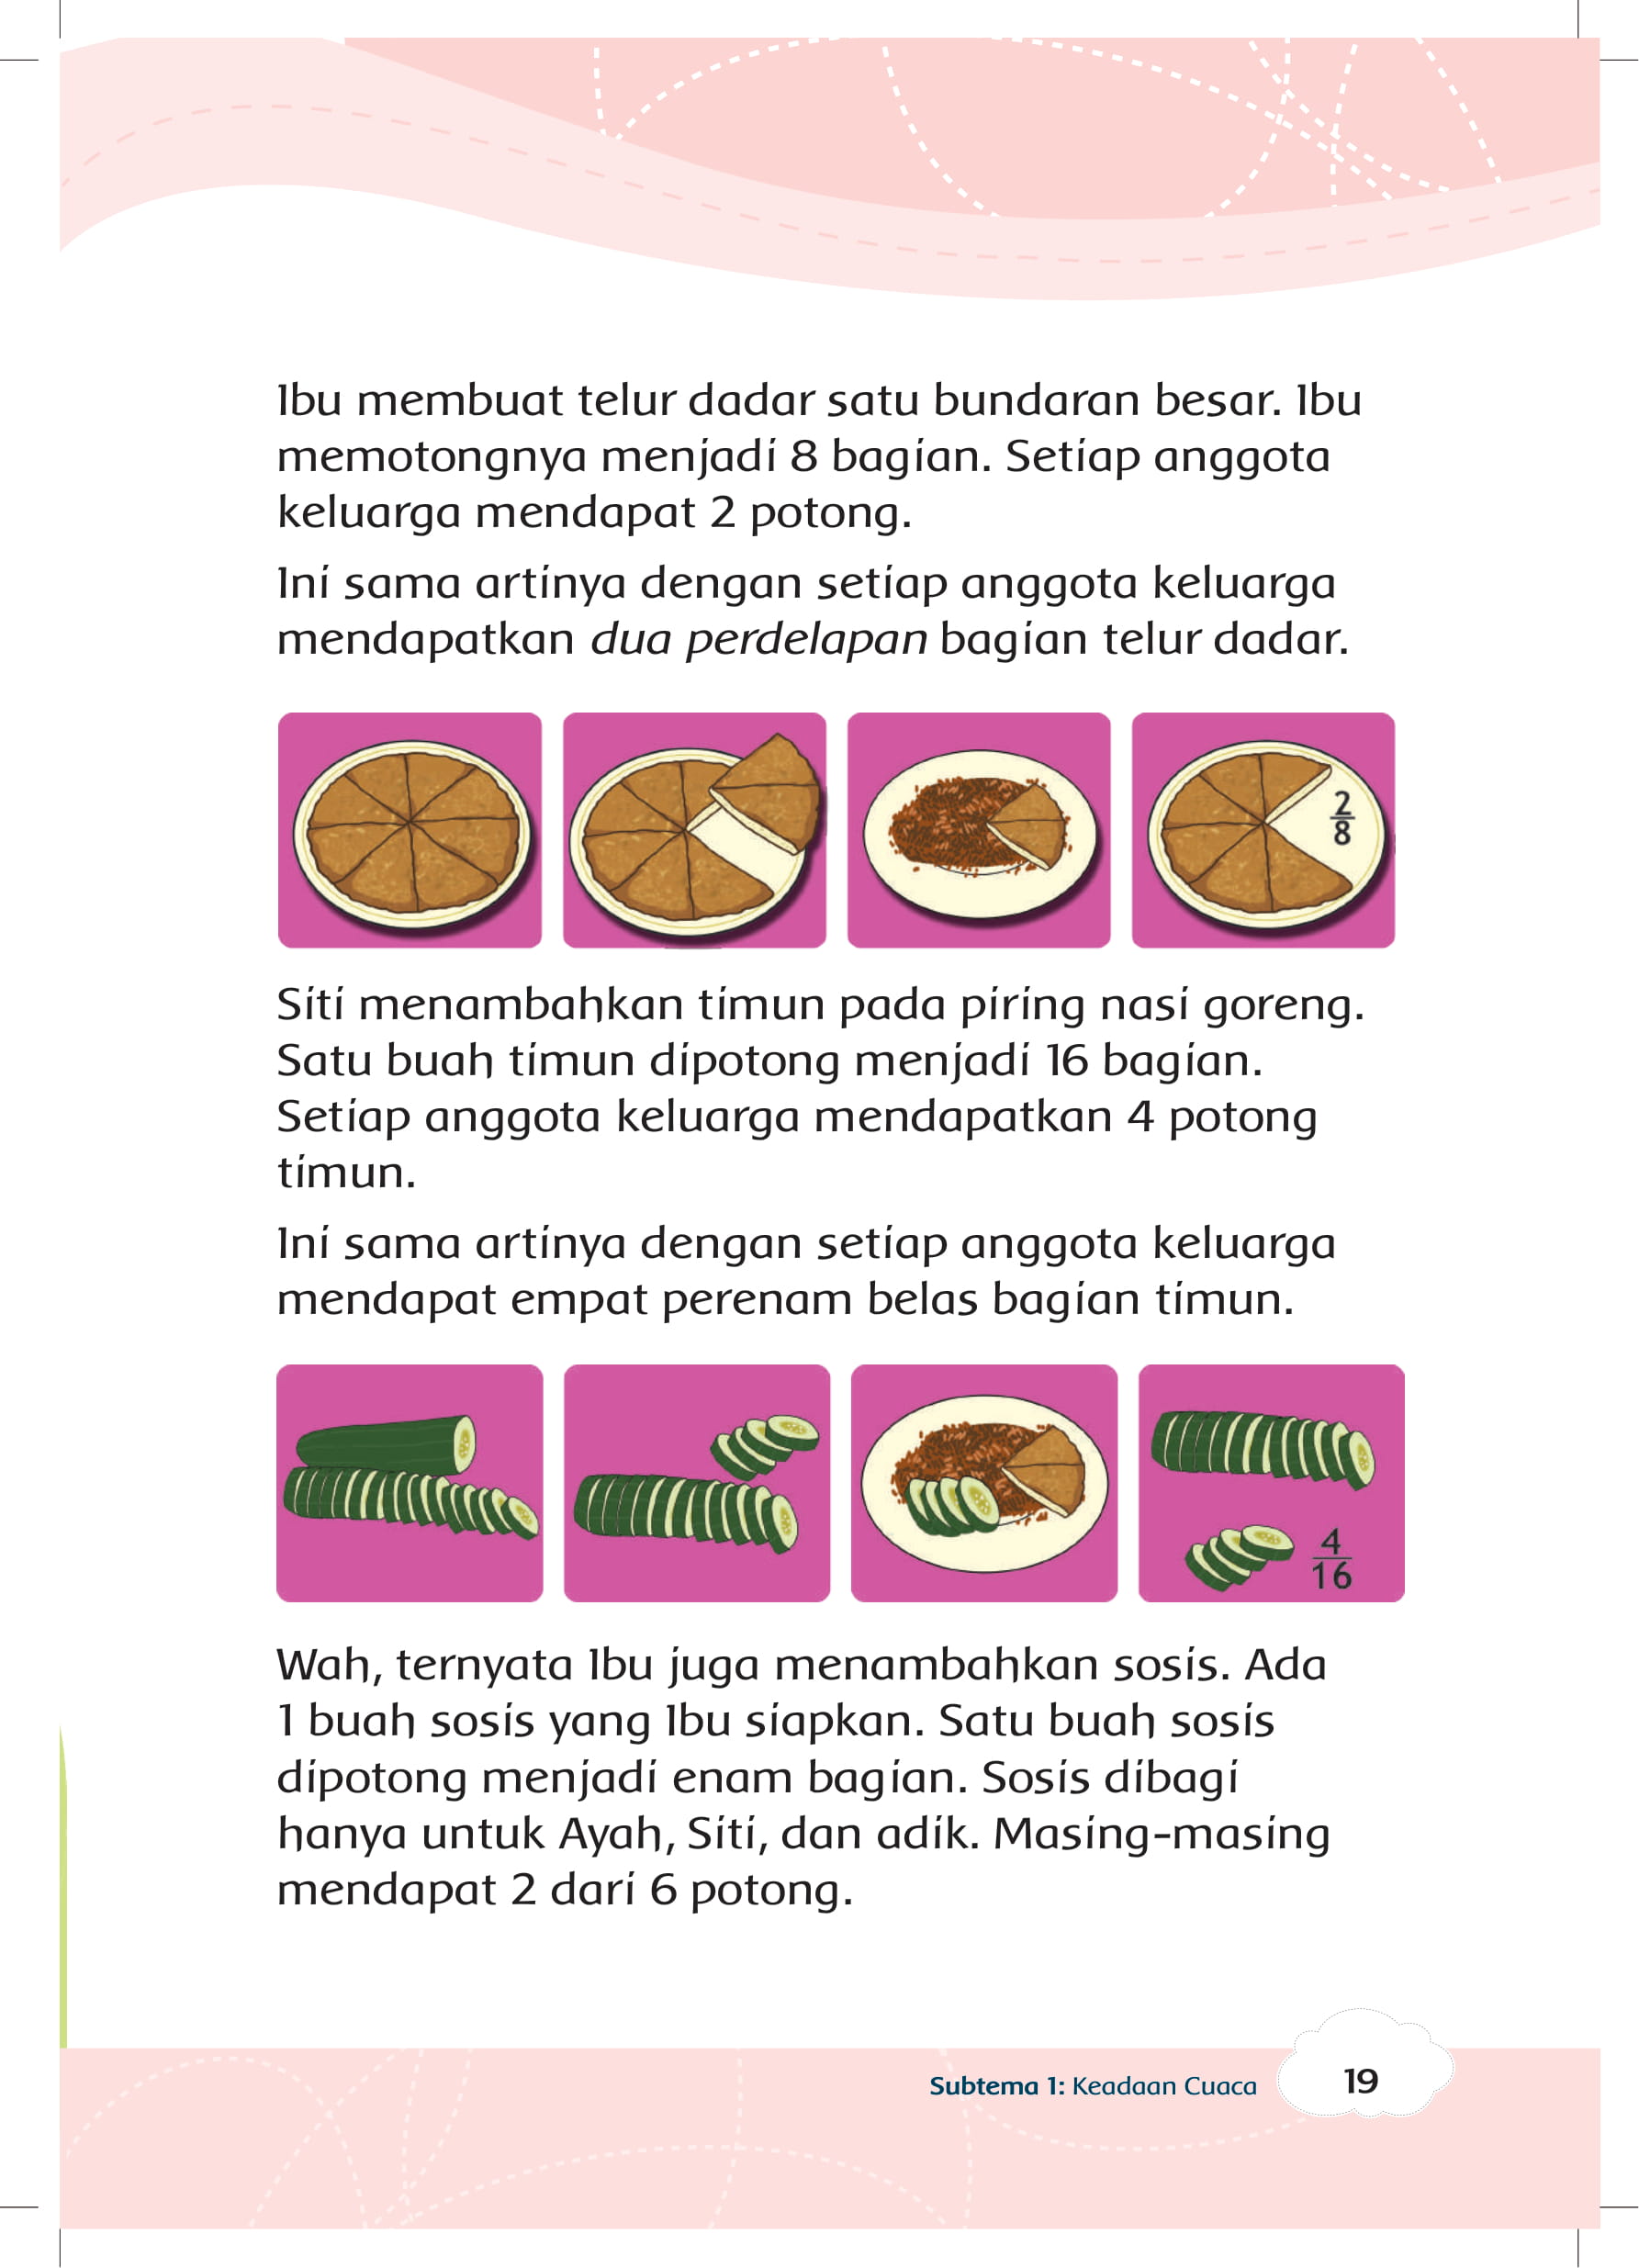 Ibu membuat telur dadar satu bundaran besar. Ibu
memotongnya menjadi 8 bagian. Setiap anggota
keluarga mendapat 2 potong.
Ini sama artinya dengan setiap anggota keluarga
mendapatkan dua perdelapan bagian telur dadar.
2
8
Siti menambahkan timun pada piring nasi goreng.
Satu buah timun dipotong menjadi 16 bagian.
Setiap anggota keluarga mendapatkan 4 potong
timun.
Ini sama artinya dengan setiap anggota keluarga
mendapat empat perenam belas bagian timun.
4
16
Wah, ternyata Ibu juga menambahkan sosis. Ada
1 buah sosis yang Ibu siapkan. Satu buah sosis
dipotong menjadi enam bagian. Sosis dibagi
hanya untuk Ayah, Siti, dan adik. Masing-masing
mendapat 2 dari 6 potong.
Subtema 1: Keadaan Cuaca
19